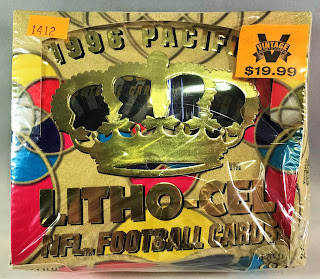 1412
1996 PACIFIC
VINTAGE
V
$19.99
LITHO-CEL
NFL FOOTBALL CARDS